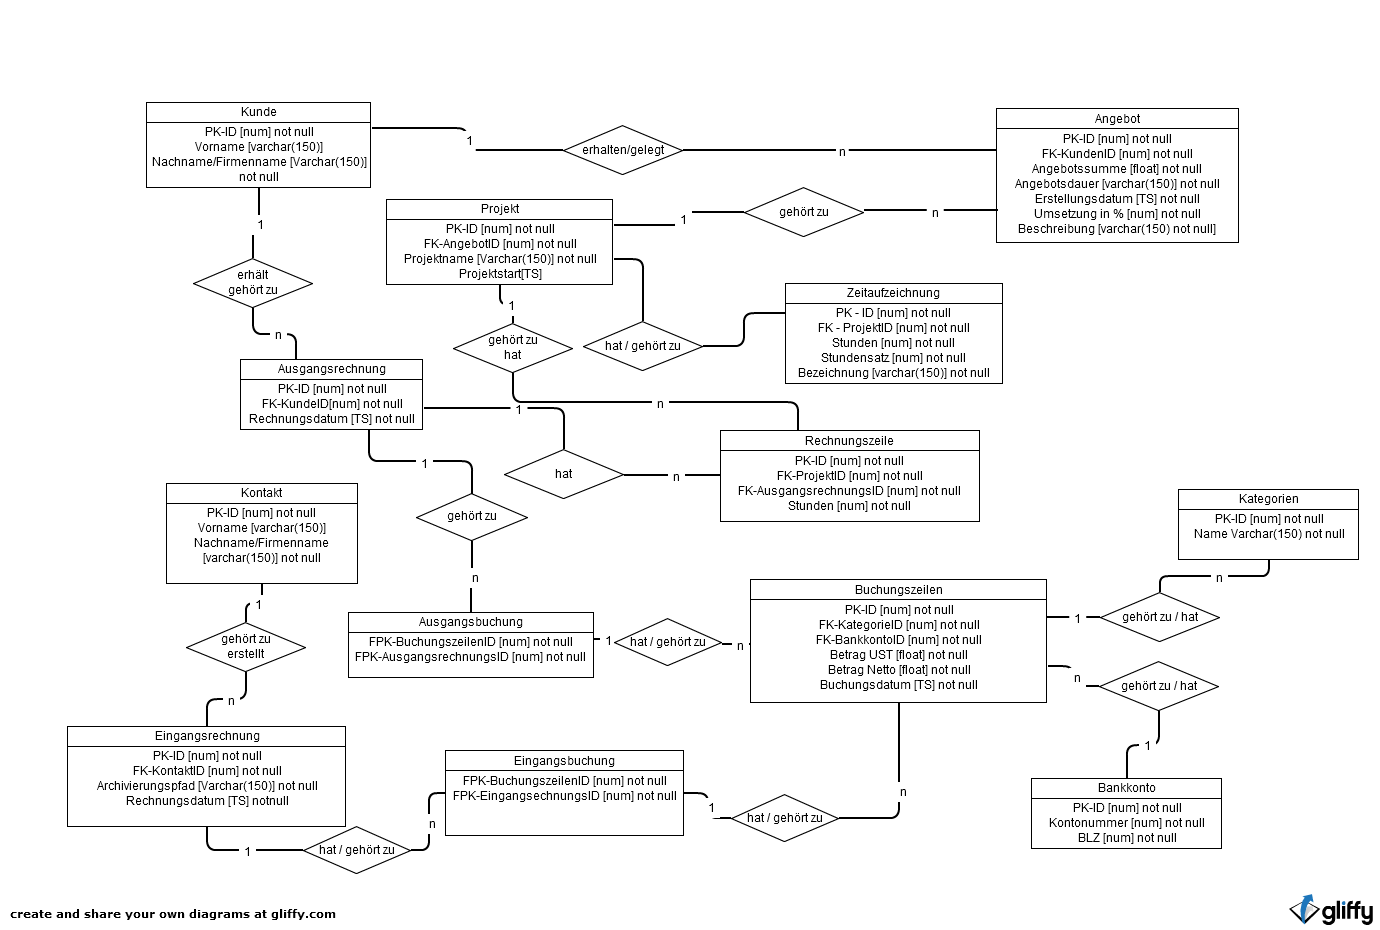 Kunde
PK-ID [num] not null
Vorname [varchar(150)]
Nachname/Firmenname [Varchar(150)]
not null
1
erhalten/gelegt
n
Angebot
PK-ID [num] not null
FK-KundenID [num] not null
Angebotssumme [float] not null
Angebotsdauer [varchar(150)] not null
Erstellungsdatum [TS] not null
Umsetzung in % [num] not null
Beschreibung [varchar(150) not null]
1
erhält
gehört zu
n
Projekt
PK-ID [num] not null
FK-AngebotID [num] not null
Projektname [Varchar(150)] not null
Projektstart[TS]
1
gehört zu
n
1
gehört zu
hat
n
hat / gehört zu
Zeitaufzeichnung
PK - ID [num] not null
FK - ProjektID [num] not null
Stunden [num] not null
Stundensatz [num] not null
Bezeichnung [varchar(150)] not null
Ausgangsrechnung
PK-ID [num] not null
FK-KundeID[num] not null
Rechnungsdatum [TS] not null
1
hat
n
Rechnungszeile
PK-ID [num] not null
FK-ProjektID [num] not null
FK-AusgangsrechnungsID [num] not null
Stunden [num] not null
1
gehört zu
n
Kontakt
PK-ID [num] not null
Vorname [varchar(150)]
Nachname/Firmenname
[varchar(150)] not null
1
gehört zu
erstellt
n
Ausgangsbuchung
FPK-BuchungszeilenID [num] not null
FPK-AusgangsrechnungsID [num] not null
1
hat / gehört zu
n
Buchungszeilen
PK-ID [num] not null
FK-KategorieID [num] not null
FK-BankkontoID [num] not null
Betrag UST [float] not null
Betrag Netto [float] not null
Buchungsdatum [TS] not null
Kategorien
PK-ID [num] not null
Name Varchar(150) not null
n
1
gehört zu / hat
n
gehört zu / hat
1
Bankkonto
PK-ID [num] not null
Kontonummer [num] not null
BLZ [num] not null
Eingangsrechnung
PK-ID [num] not null
FK-KontaktID [num] not null
Archivierungspfad [Varchar(150)] not null
Rechnungsdatum [TS] notnull
1
hat / gehört zu
n
Eingangsbuchung
FPK-BuchungszeilenID [num] not null
FPK-EingangsechnungsID [num] not null
1
hat / gehört zu
n
create and share your own diagrams at gliffy.com
gliffy